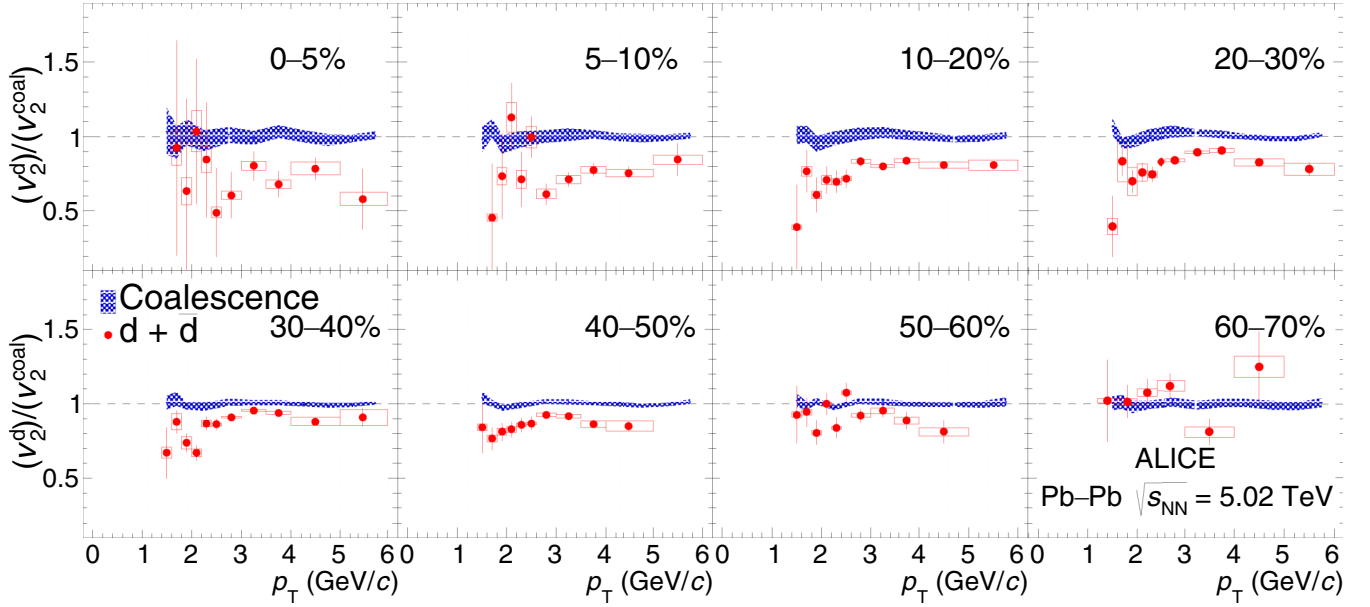 (v₂ᵈ)/(v₂ᶜᵒᵃˡ)
1.5
1
0.5
0–5%
5–10%
10–20%
20–30%
(v₂ᵈ)/(v₂ᶜᵒᵃˡ)
1.5
1
0.5
Coalescence
d + d̅
30–40%
40–50%
50–60%
60–70%
ALICE
Pb–Pb √sNN = 5.02 TeV
0 1 2 3 4 5 6 0 1 2 3 4 5 6 0 1 2 3 4 5 6 0 1 2 3 4 5 6
pT (GeV/c) pT (GeV/c) pT (GeV/c) pT (GeV/c)